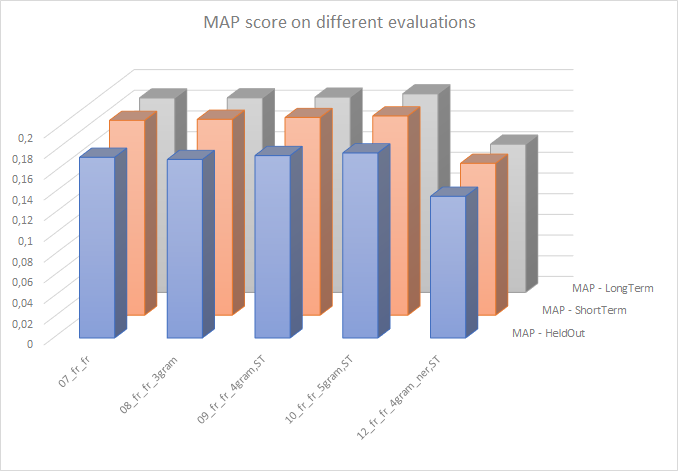 MAP score on different evaluations
0,2
0,18
0,16
0,14
0,12
0,1
0,08
0,06
0,04
0,02
0
MAP - LongTerm
MAP - ShortTerm
MAP - HeldOut
07_fr_fr
08_fr_fr_3gram
09_fr_fr_4gram,ST
10_fr_fr_5gram,ST
12_fr_fr_4gram_ner,ST